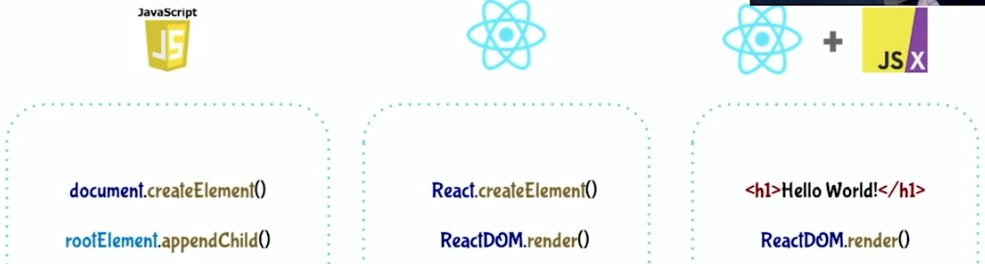 JavaScript
JS
+
JS X
document.createElement()
rootElement.appendChild()
React.createElement()
ReactDOM.render()
<h1>Hello World!</h1>
ReactDOM.render()